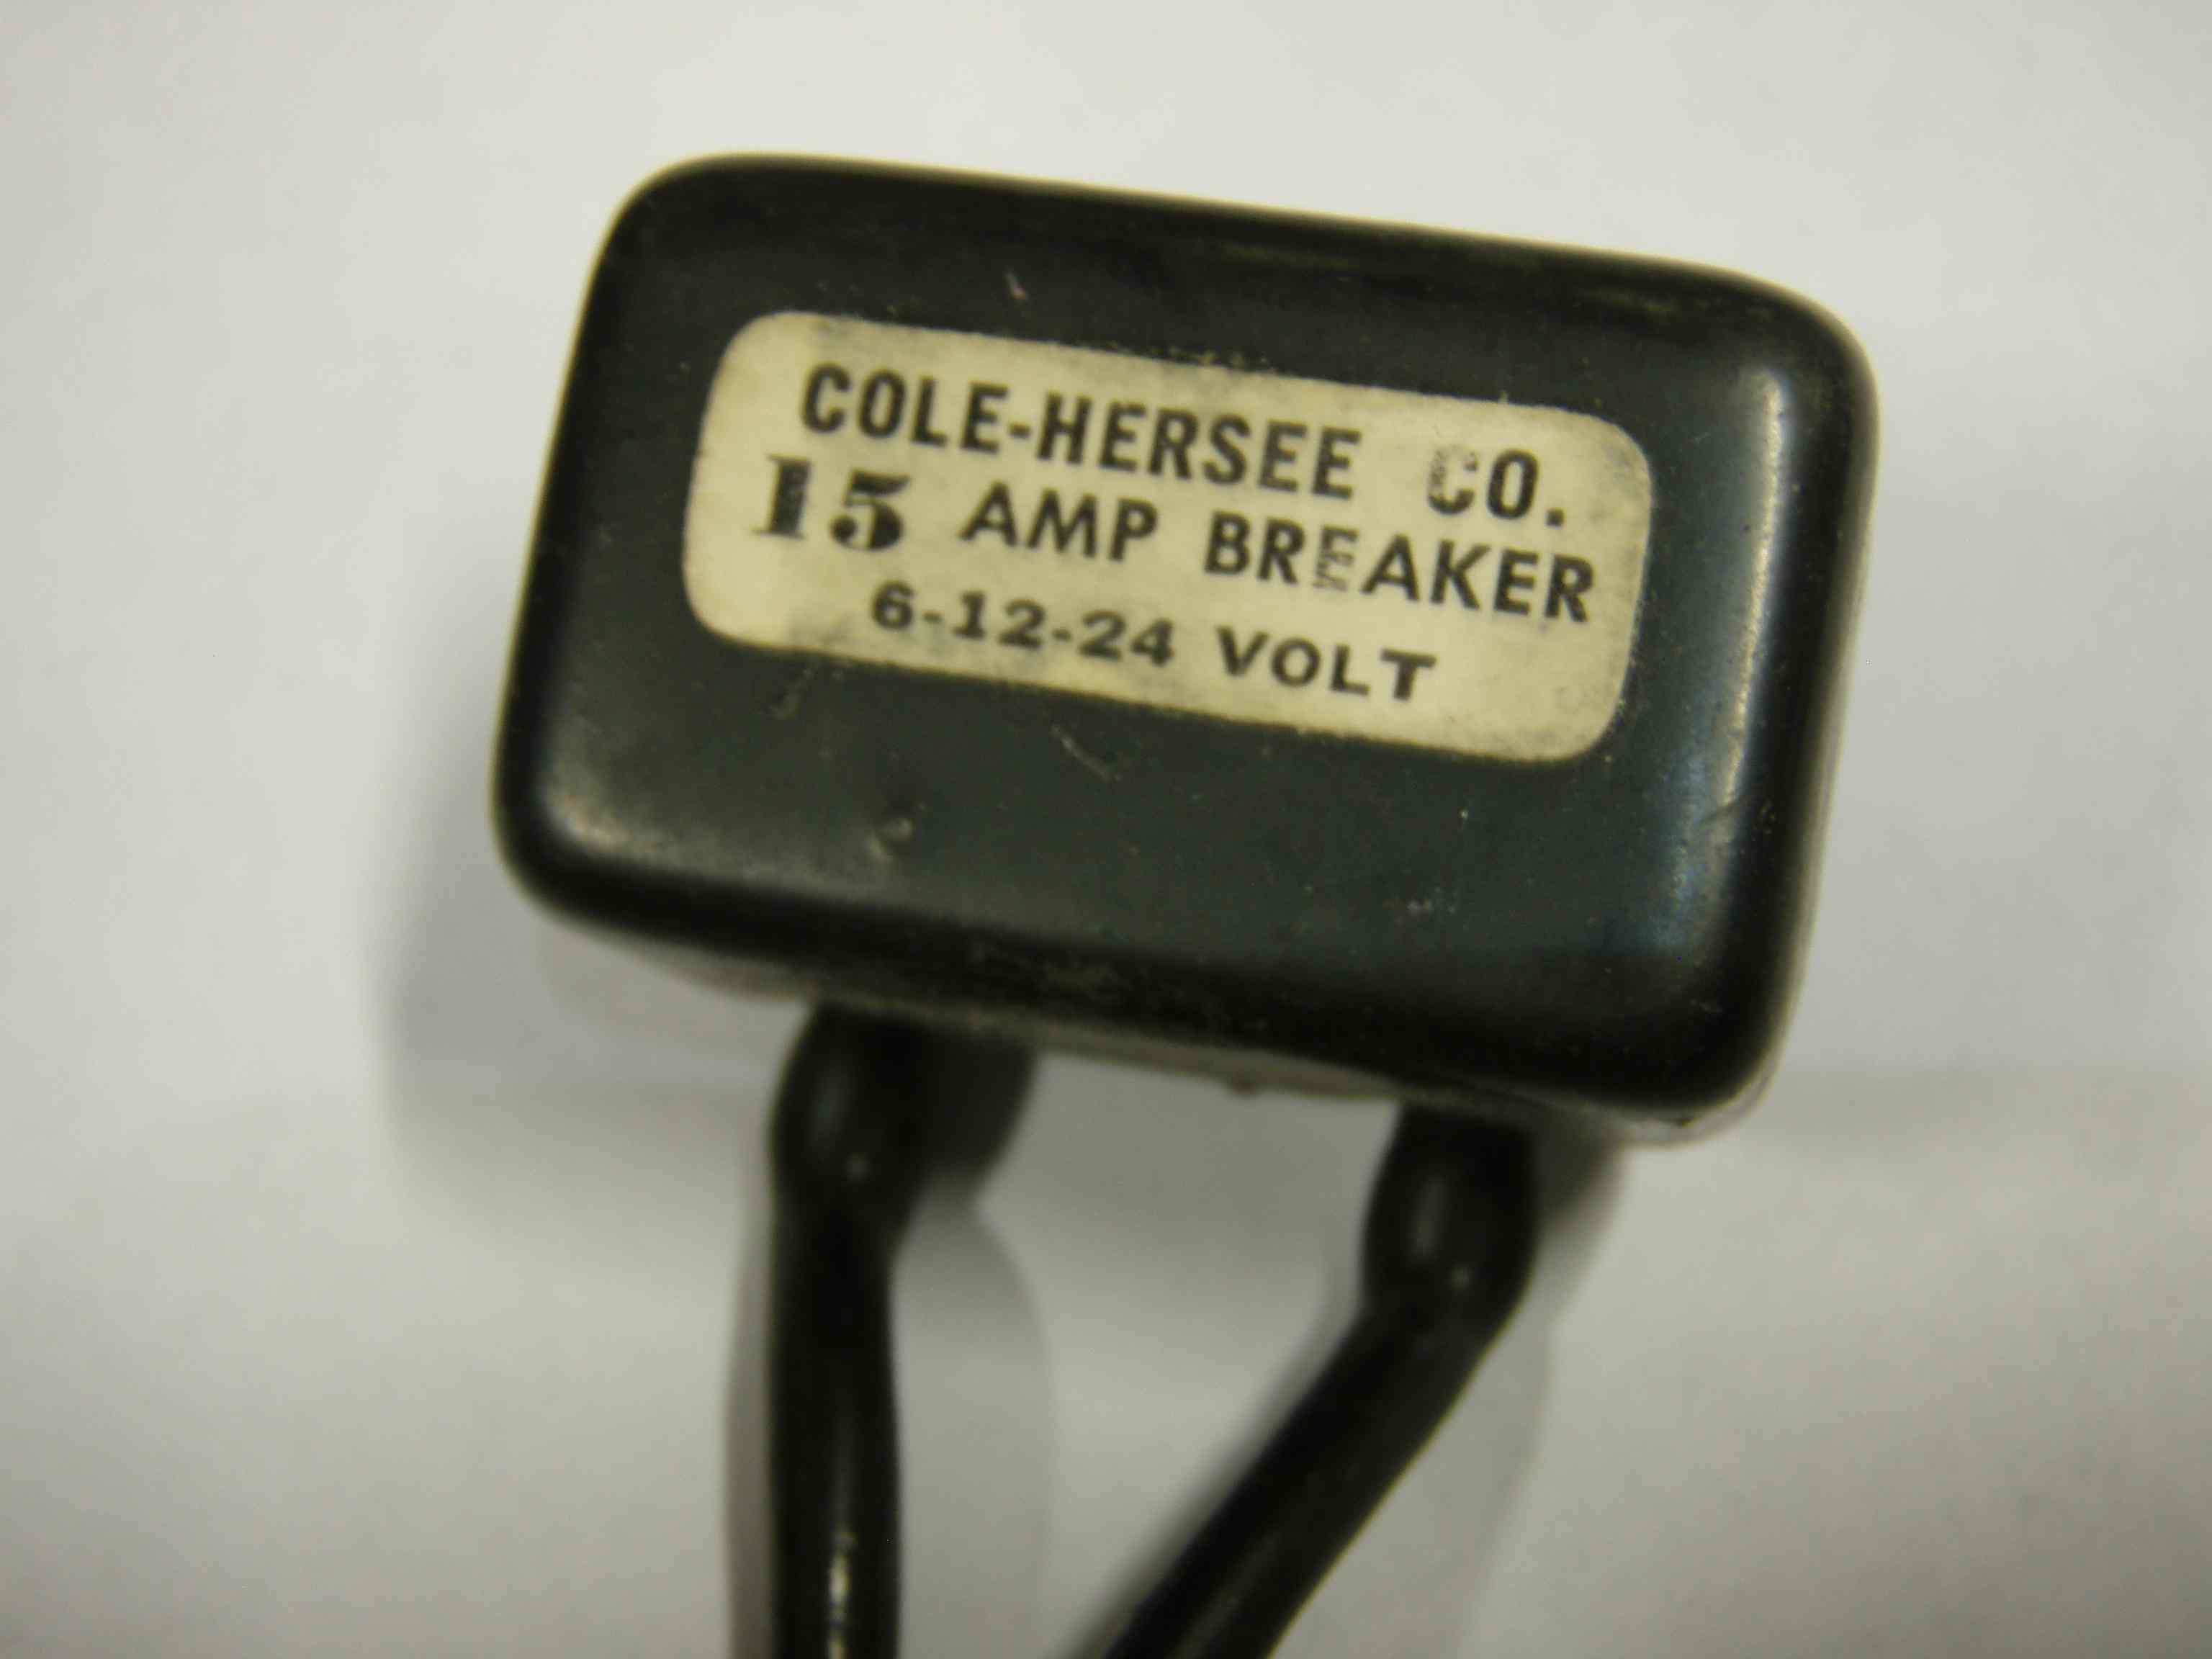 COLE-HERSEE CO.
15 AMP BREAKER
6-12-24 VOLT